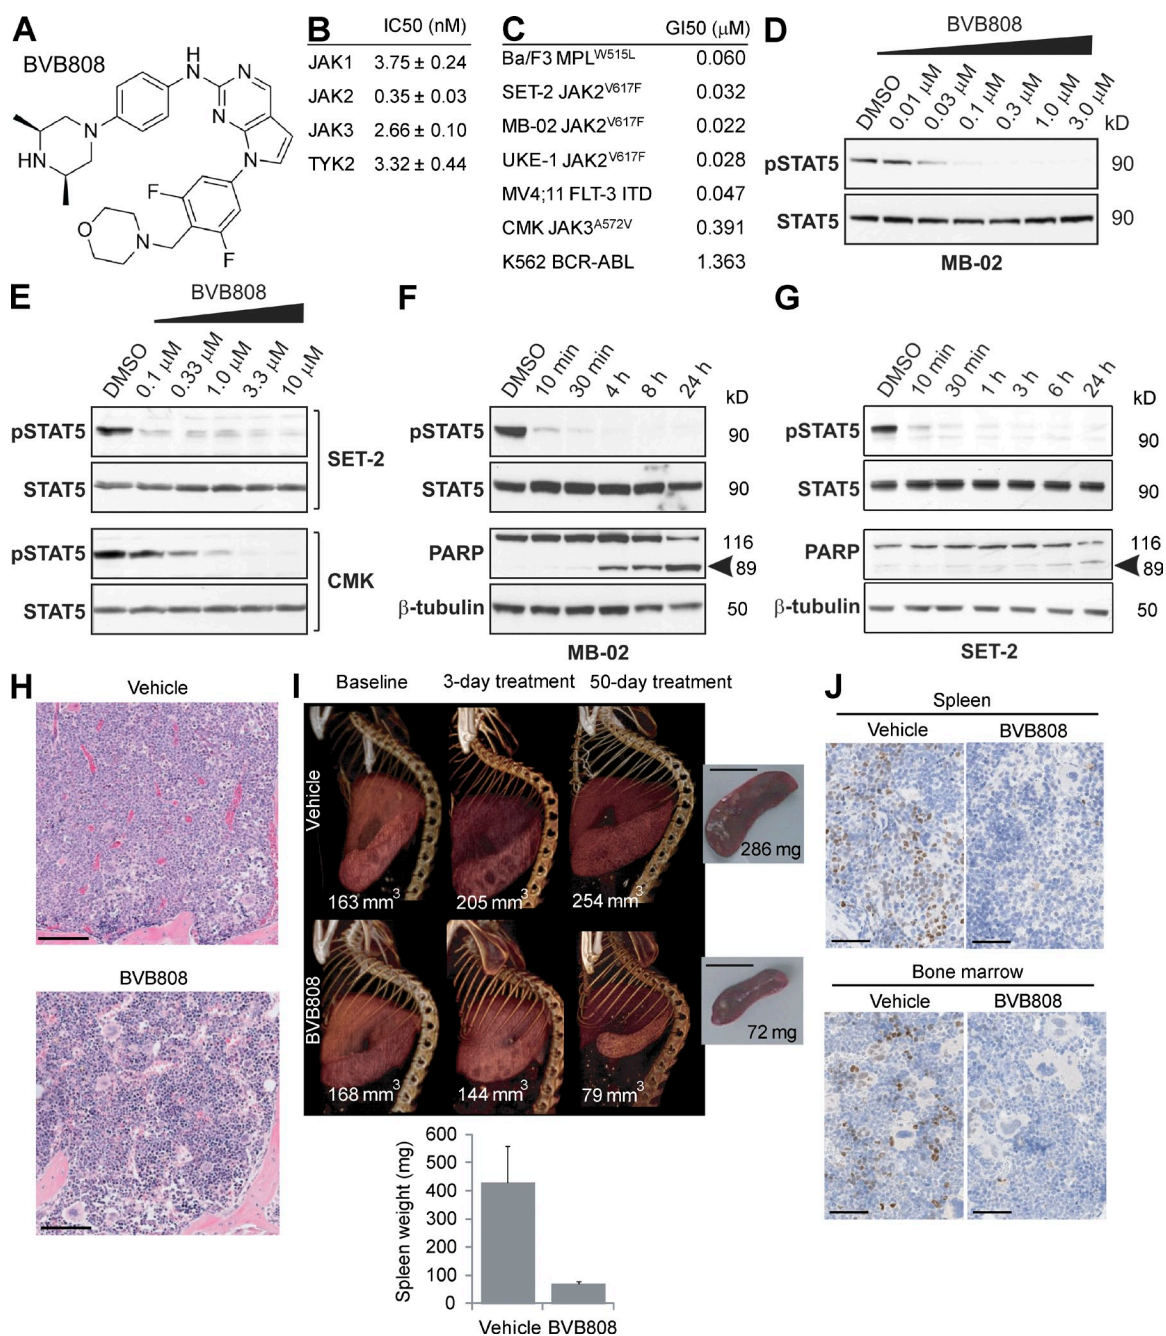 A
BVB808
H
N
N
N
N
N
HN
F
O
N
F
B
IC50 (nM)
JAK1 3.75 ± 0.24
JAK2 0.35 ± 0.03
JAK3 2.66 ± 0.10
TYK2 3.32 ± 0.44
C
GI50 (µM)
Ba/F3 MPL^W515L 0.060
SET-2 JAK2^V617F 0.032
MB-02 JAK2^V617F 0.022
UKE-1 JAK2^V617F 0.028
MV4;11 FLT-3 ITD 0.047
CMK JAK3^A572V 0.391
K562 BCR-ABL 1.363
D
BVB808
DMSO 0.01 µM 0.03 µM 0.1 µM 0.3 µM 1.0 µM 3.0 µM kD
pSTAT5 90
STAT5 90
MB-02
E
BVB808
DMSO 0.1 µM 0.33 µM 1.0 µM 3.3 µM 10 µM
pSTAT5
STAT5
SET-2
pSTAT5
STAT5
CMK
F
DMSO 10 min 30 min 4 h 8 h 24 h kD
pSTAT5 90
STAT5 90
PARP 116
89
β-tubulin 50
MB-02
G
DMSO 10 min 30 min 1 h 3 h 6 h 24 h kD
pSTAT5 90
STAT5 90
PARP 116
89
β-tubulin 50
SET-2
H
Vehicle
BVB808
I
Baseline 3-day treatment 50-day treatment
Vehicle
163 mm³ 205 mm³ 254 mm³
286 mg
BVB808
168 mm³ 144 mm³ 79 mm³
72 mg
Spleen weight (mg)
600
500
400
300
200
100
0
Vehicle BVB808
J
Spleen
Vehicle BVB808
Bone marrow
Vehicle BVB808